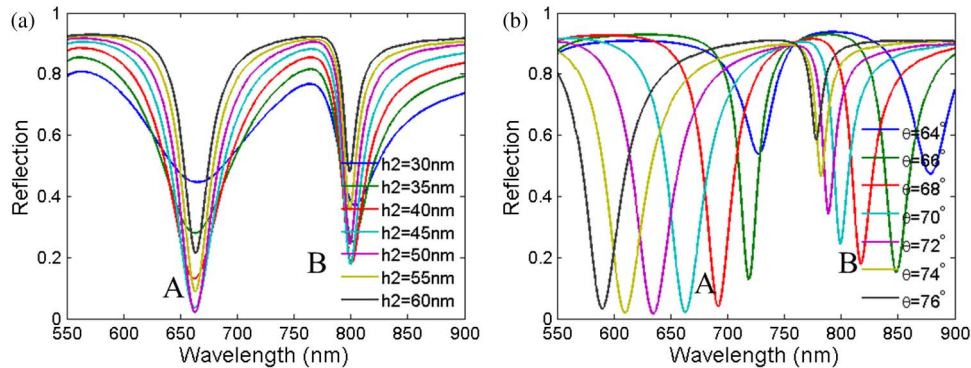 (a)
1
0.8
0.6
0.4
0.2
0
Reflection
550 600 650 700 750 800 850 900
Wavelength (nm)
A
B
h2=30nm
h2=35nm
h2=40nm
h2=45nm
h2=50nm
h2=55nm
h2=60nm
(b)
1
0.8
0.6
0.4
0.2
0
Reflection
550 600 650 700 750 800 850 900
Wavelength (nm)
A
B
θ=64°
θ=66°
θ=68°
θ=70°
θ=72°
θ=74°
θ=76°